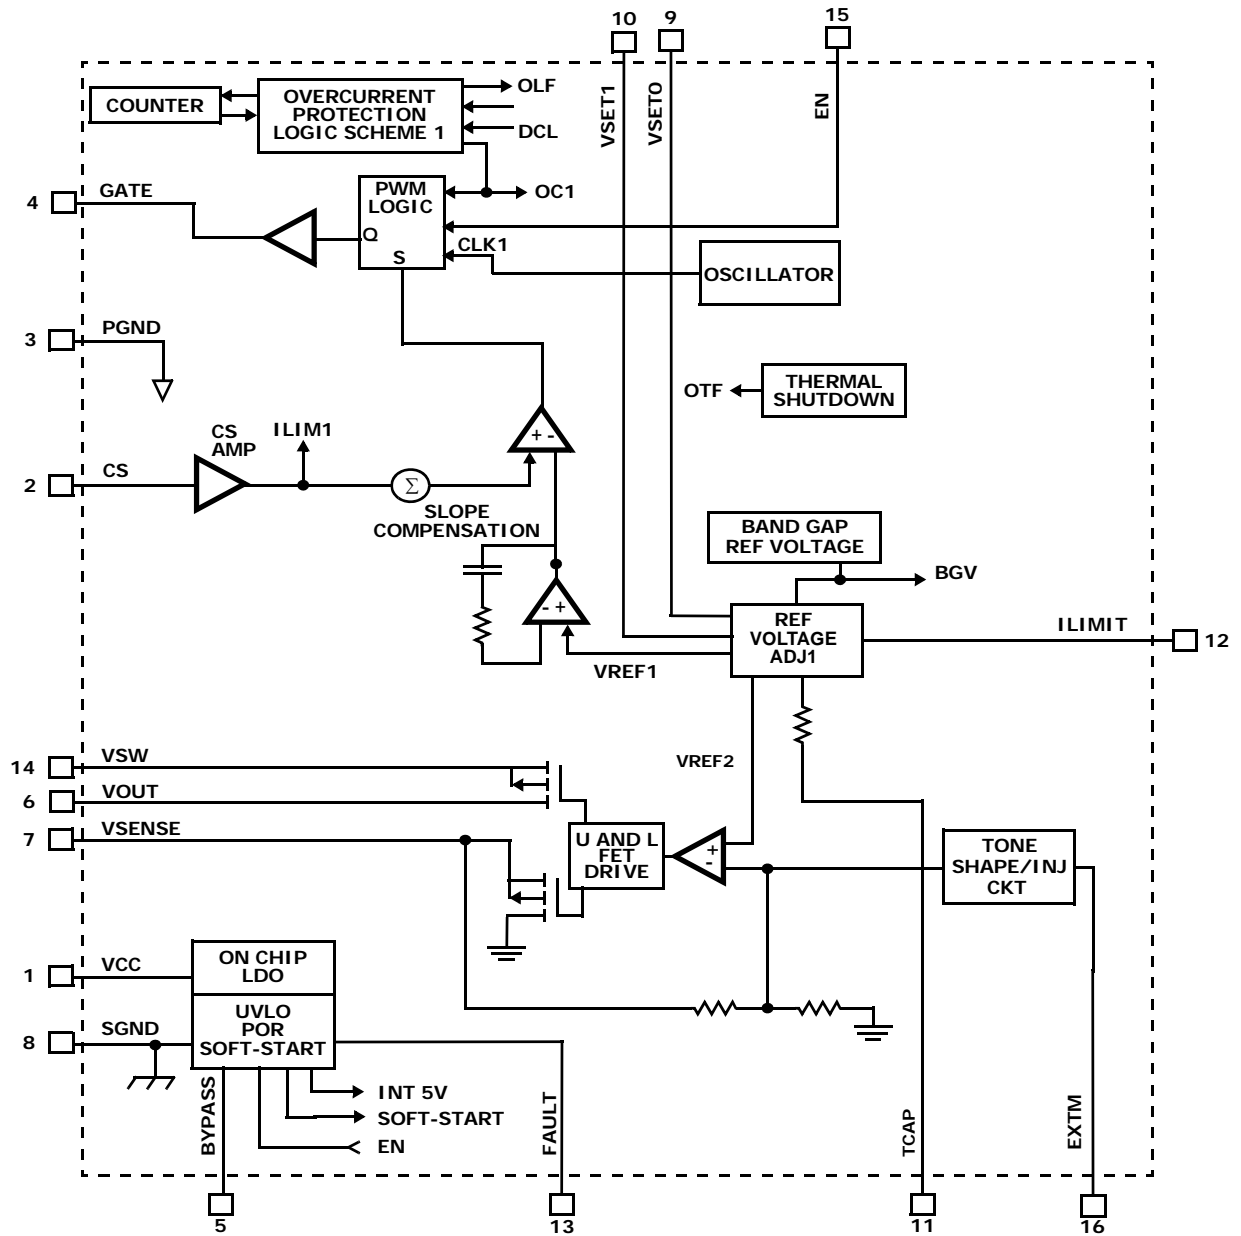 10
9
15
VSET1
VSET0
EN
COUNTER
OVERCURRENT
PROTECTION
LOGIC SCHEME 1
OLF
DCL
4
GATE
PWM
LOGIC
Q
S
OC1
CLK1
OSCILLATOR
3
PGND
OTF
THERMAL
SHUTDOWN
CS
AMP
ILIM1
+ -
2
CS
Σ
SLOPE
COMPENSATION
BAND GAP
REF VOLTAGE
BGV
- +
VREF1
REF
VOLTAGE
ADJ1
ILIMIT
12
14
VSW
6
VOUT
7
VSENSE
VREF2
U AND L
FET
DRIVE
+
-
TONE
SHAPE/INJ
CKT
1
VCC
ON CHIP
LDO
8
SGND
UVLO
POR
SOFT-START
INT 5V
SOFT-START
EN
BYPASS
FAULT
TCAP
EXTM
5
13
11
16